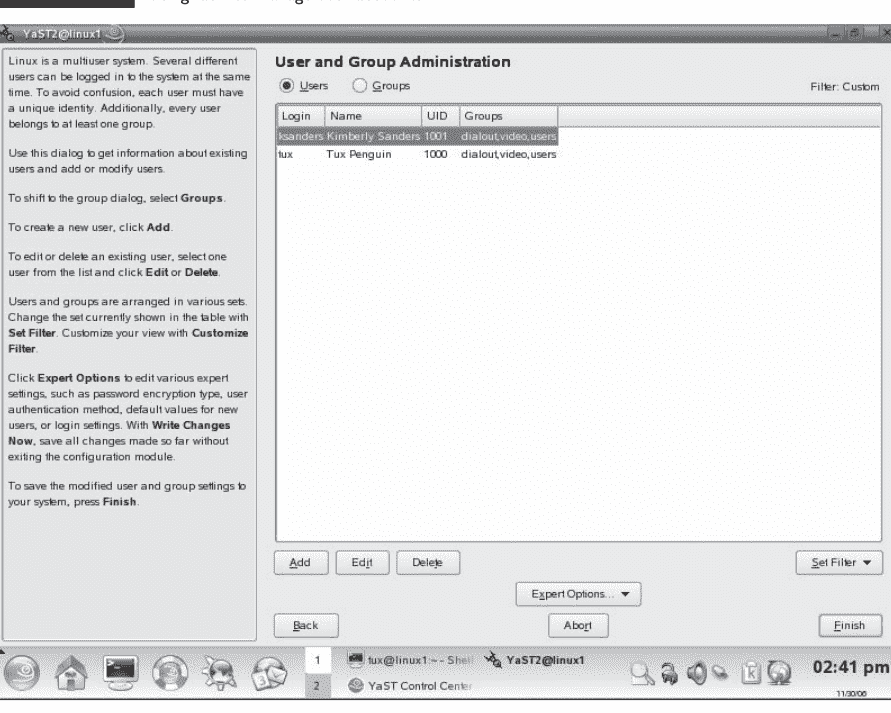 YaST2@linux1
Linux is a multiuser system. Several different
users can be logged in to the system at the same
time. To avoid confusion, each user must have
a unique identity. Additionally, every user
belongs to at least one group.
Use this dialog to get information about existing
users and add or modify users.
To shift to the group dialog, select Groups.
To create a new user, click Add.
To edit or delete an existing user, select one
user from the list and click Edit or Delete.
Users and groups are arranged in various sets.
Change the set currently shown in the table with
Set Filter. Customize your view with Customize
Filter.
Click Expert Options to edit various expert
settings, such as password encryption type, user
authentication method, default values for new
users, or login settings. With Write Changes
Now, save all changes made so far without
exiting the configuration module.
To save the modified user and group settings to
your system, press Finish.
User and Group Administration
Users Groups
Filter: Custom
Login Name UID Groups
ksanders Kimberly Sanders 1001 dialout,video,users
tux Tux Penguin 1000 dialout,video,users
Add Edit Delete Set Filter
Expert Options...
Back Abort Finish
1 tux@linux1:~ - Shell YaST2@linux1
2 YaST Control Center
02:41 pm
11/30/06